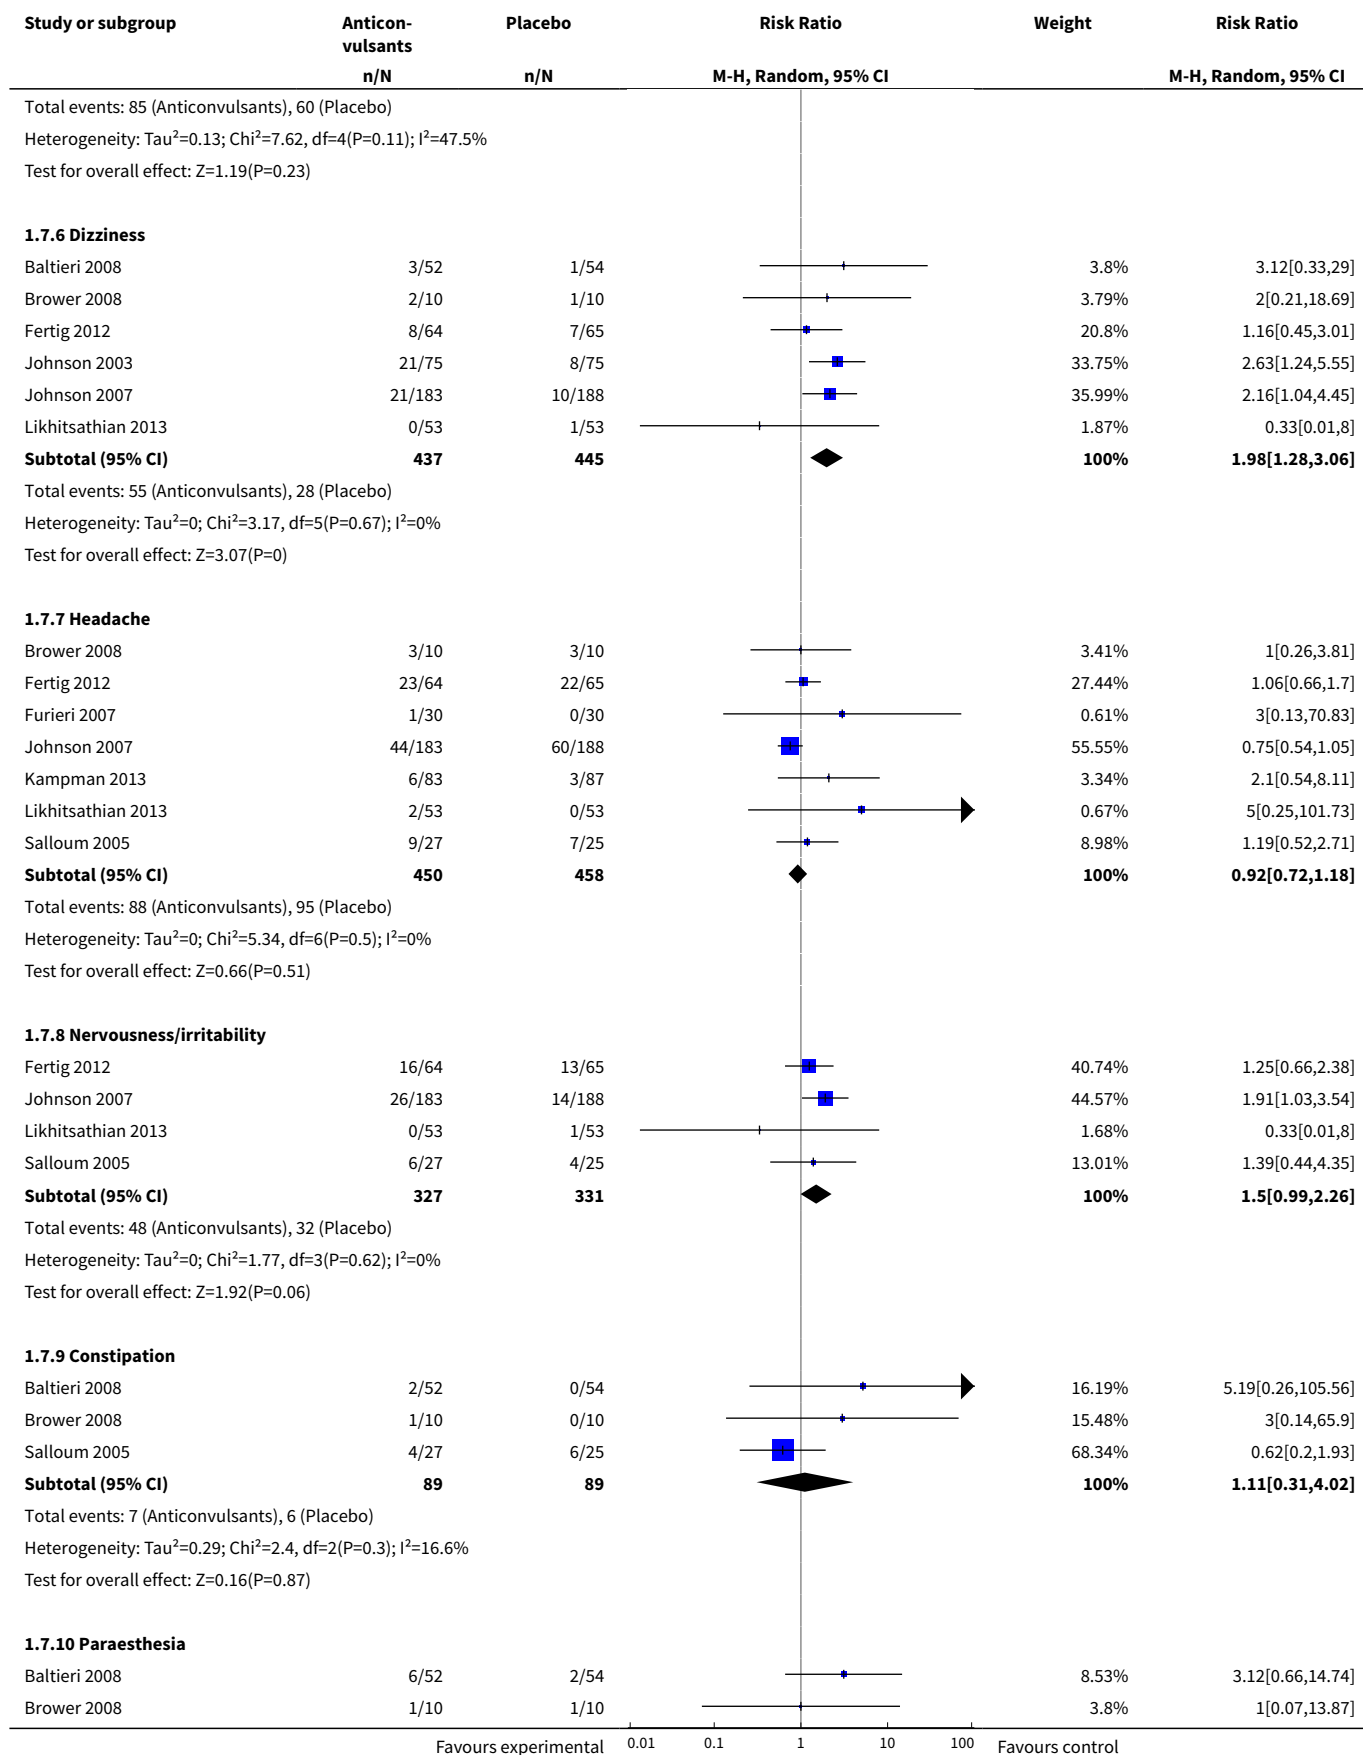 Study or subgroup Anticon- Placebo Risk Ratio Weight Risk Ratio
vulsants
n/N n/N M-H, Random, 95% CI M-H, Random, 95% CI
Total events: 85 (Anticonvulsants), 60 (Placebo)
Heterogeneity: Tau²=0.13; Chi²=7.62, df=4(P=0.11); I²=47.5%
Test for overall effect: Z=1.19(P=0.23)
1.7.6 Dizziness
Baltieri 2008 3/52 1/54 3.8% 3.12[0.33,29]
Brower 2008 2/10 1/10 3.79% 2[0.21,18.69]
Fertig 2012 8/64 7/65 20.8% 1.16[0.45,3.01]
Johnson 2003 21/75 8/75 33.75% 2.63[1.24,5.55]
Johnson 2007 21/183 10/188 35.99% 2.16[1.04,4.45]
Likhitsathian 2013 0/53 1/53 1.87% 0.33[0.01,8]
Subtotal (95% CI) 437 445 100% 1.98[1.28,3.06]
Total events: 55 (Anticonvulsants), 28 (Placebo)
Heterogeneity: Tau²=0; Chi²=3.17, df=5(P=0.67); I²=0%
Test for overall effect: Z=3.07(P=0)
1.7.7 Headache
Brower 2008 3/10 3/10 3.41% 1[0.26,3.81]
Fertig 2012 23/64 22/65 27.44% 1.06[0.66,1.7]
Furieri 2007 1/30 0/30 0.61% 3[0.13,70.83]
Johnson 2007 44/183 60/188 55.55% 0.75[0.54,1.05]
Kampman 2013 6/83 3/87 3.34% 2.1[0.54,8.11]
Likhitsathian 2013 2/53 0/53 0.67% 5[0.25,101.73]
Salloum 2005 9/27 7/25 8.98% 1.19[0.52,2.71]
Subtotal (95% CI) 450 458 100% 0.92[0.72,1.18]
Total events: 88 (Anticonvulsants), 95 (Placebo)
Heterogeneity: Tau²=0; Chi²=5.34, df=6(P=0.5); I²=0%
Test for overall effect: Z=0.66(P=0.51)
1.7.8 Nervousness/irritability
Fertig 2012 16/64 13/65 40.74% 1.25[0.66,2.38]
Johnson 2007 26/183 14/188 44.57% 1.91[1.03,3.54]
Likhitsathian 2013 0/53 1/53 1.68% 0.33[0.01,8]
Salloum 2005 6/27 4/25 13.01% 1.39[0.44,4.35]
Subtotal (95% CI) 327 331 100% 1.5[0.99,2.26]
Total events: 48 (Anticonvulsants), 32 (Placebo)
Heterogeneity: Tau²=0; Chi²=1.77, df=3(P=0.62); I²=0%
Test for overall effect: Z=1.92(P=0.06)
1.7.9 Constipation
Baltieri 2008 2/52 0/54 16.19% 5.19[0.26,105.56]
Brower 2008 1/10 0/10 15.48% 3[0.14,65.9]
Salloum 2005 4/27 6/25 68.34% 0.62[0.2,1.93]
Subtotal (95% CI) 89 89 100% 1.11[0.31,4.02]
Total events: 7 (Anticonvulsants), 6 (Placebo)
Heterogeneity: Tau²=0.29; Chi²=2.4, df=2(P=0.3); I²=16.6%
Test for overall effect: Z=0.16(P=0.87)
1.7.10 Paraesthesia
Baltieri 2008 6/52 2/54 8.53% 3.12[0.66,14.74]
Brower 2008 1/10 1/10 3.8% 1[0.07,13.87]
Favours experimental 0.01 0.1 1 10 100 Favours control